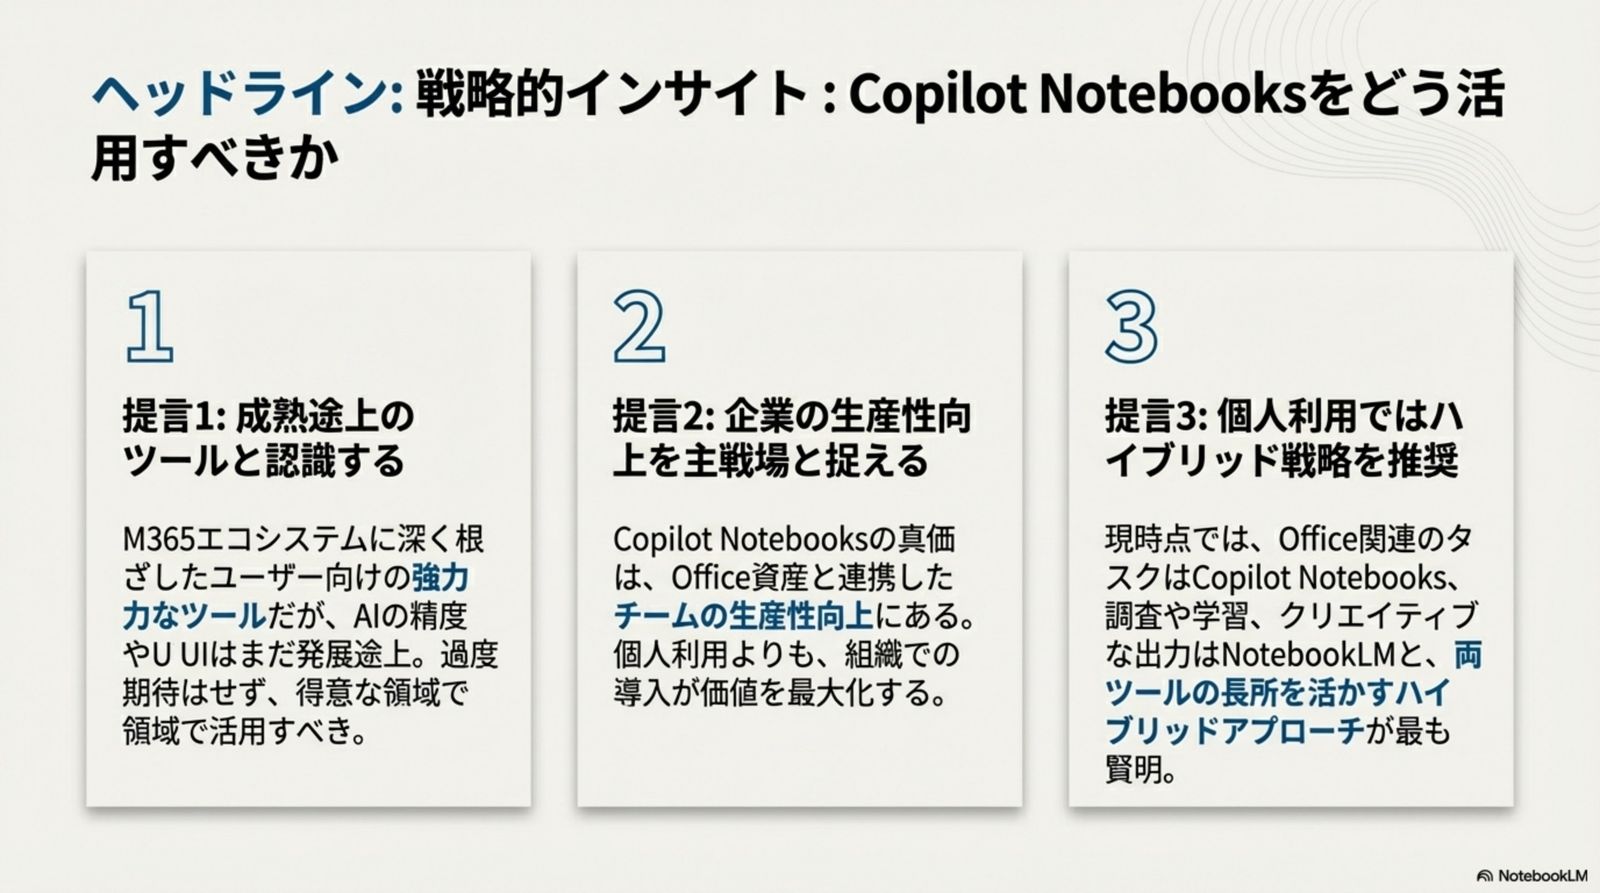 ヘッドライン: 戦略的インサイト : Copilot Notebooksをどう活
用すべきか
1
提言1: 成熟途上の
ツールと認識する
M365エコシステムに深く根
ざしたユーザー向けの強力
力なツールだが、AIの精度
やU UIはまだ発展途上。過度
期待はせず、得意な領域で
領域で活用すべき。
2
提言2: 企業の生産性向
上を主戦場と捉える
Copilot Notebooksの真価
は、Office資産と連携した
チームの生産性向上にある。
個人利用よりも、組織での
導入が価値を最大化する。
3
提言3: 個人利用ではハ
イブリッド戦略を推奨
現時点では、Office関連のタ
スクはCopilot Notebooks、
調査や学習、クリエイティブ
な出力はNotebookLMと、両
ツールの長所を活かすハイ
ブリッドアプローチが最も
賢明。
NotebookLM